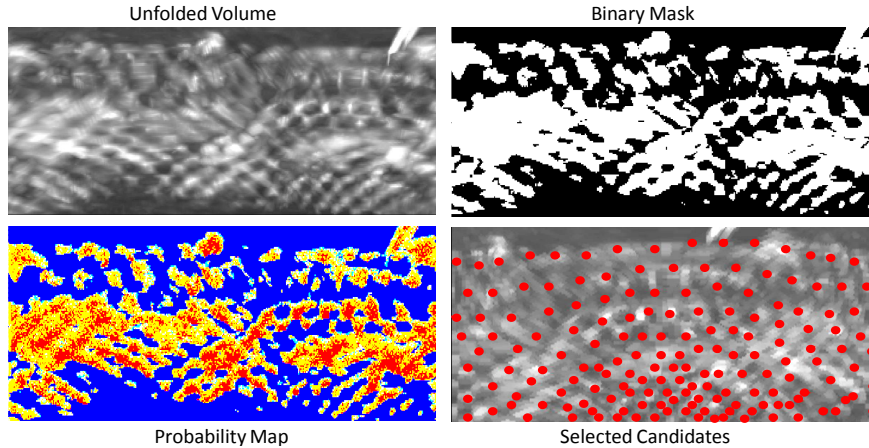 Unfolded Volume
Binary Mask
Probability Map
Selected Candidates